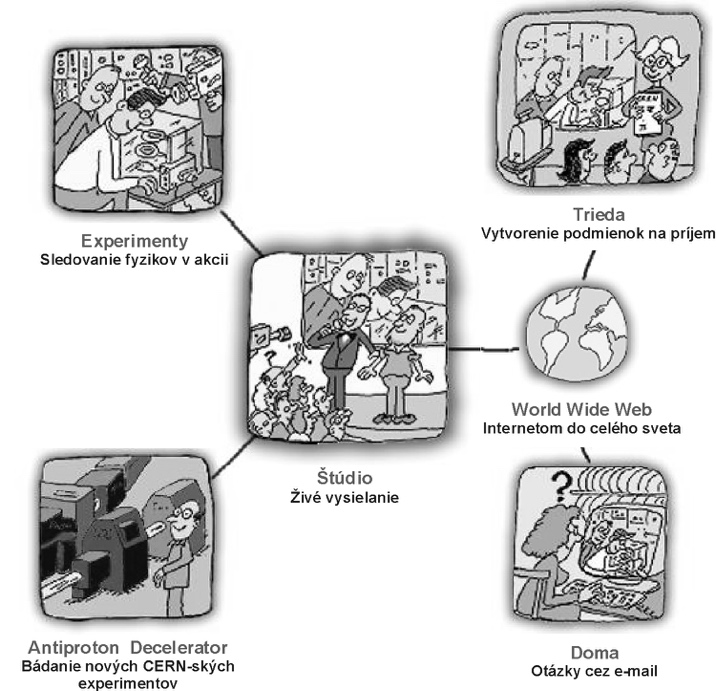 Experimenty
Sledovanie fyzikov v akcii
Trieda
Vytvorenie podmienok na príjem
?
Štúdio
Živé vysielanie
World Wide Web
Internetom do celého sveta
Antiproton Decelerator
Bádanie nových CERN-ských
experimentov
?
Doma
Otázky cez e-mail